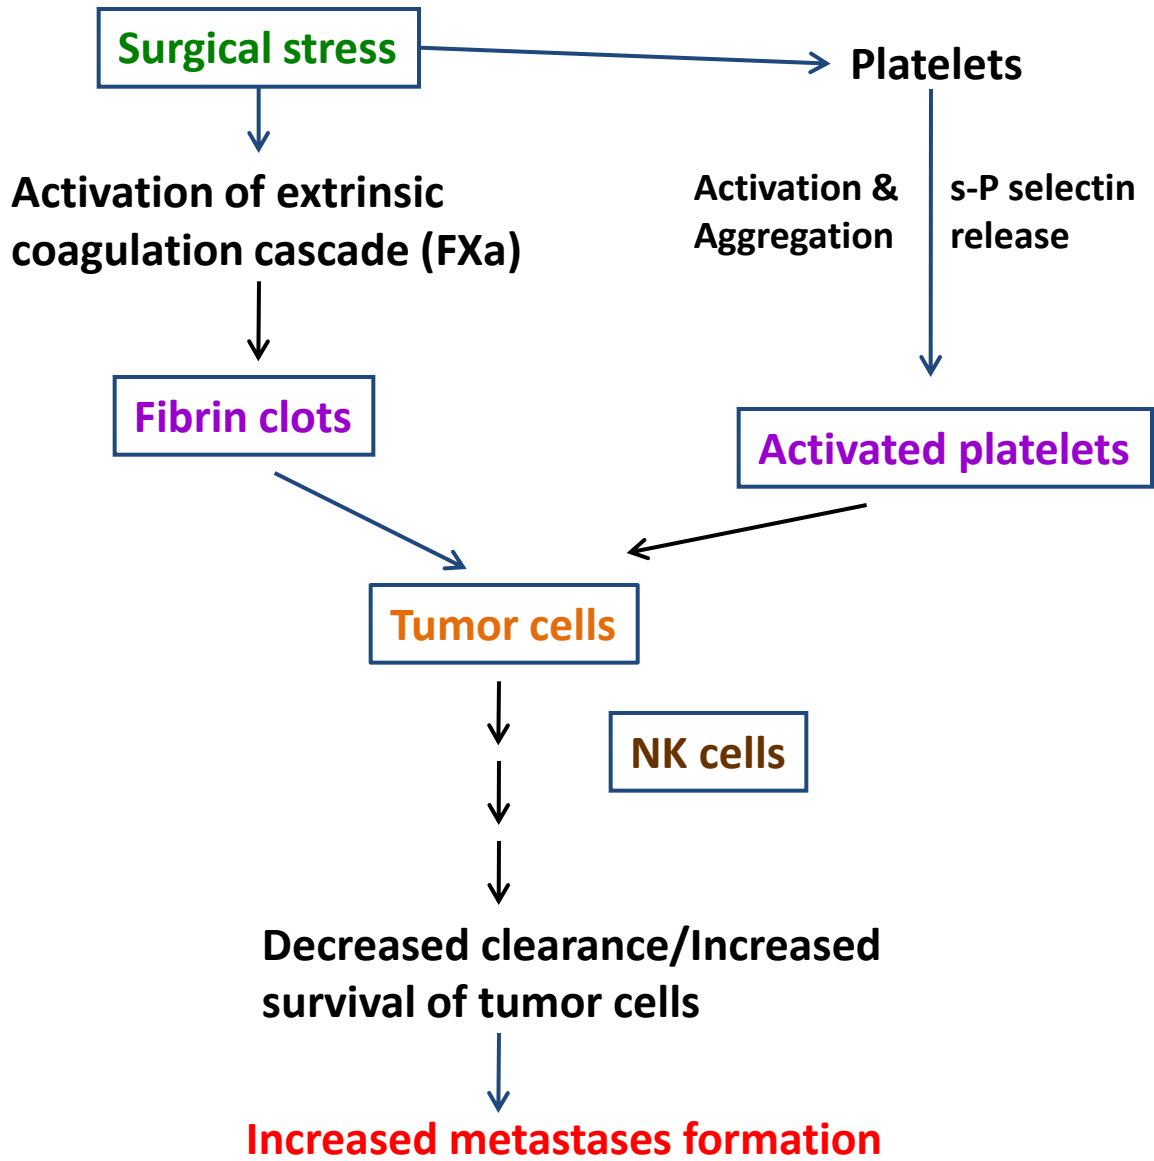 Surgical stress
Platelets
Activation of extrinsic
coagulation cascade (FXa)
Activation &
Aggregation
s-P selectin
release
Fibrin clots
Activated platelets
Tumor cells
NK cells
Decreased clearance/Increased
survival of tumor cells
Increased metastases formation